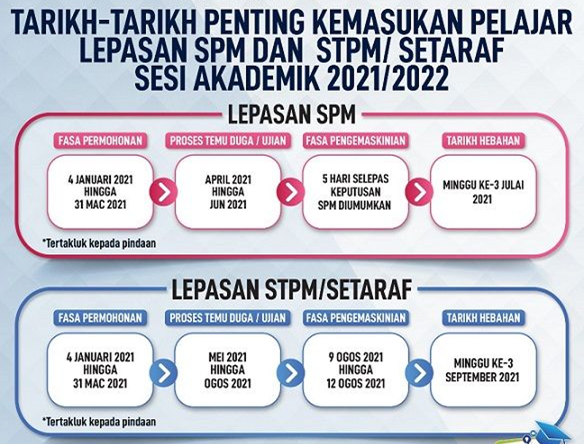 TARIKH-TARIKH PENTING KEMASUKAN PELAJAR
LEPASAN SPM DAN STPM/ SETARAF
SESI AKADEMIK 2021/2022
LEPASAN SPM
FASA PERMOHONAN
4 JANUARI 2021
HINGGA
31 MAC 2021
PROSES TEMU DUGA / UJIAN
APRIL 2021
HINGGA
JUN 2021
FASA PENGEMASKINIAN
5 HARI SELEPAS
KEPUTUSAN
SPM DIUMUMKAN
TARIKH HEBAHAN
MINGGU KE-3 JULAI
2021
*Tertakluk kepada pindaan
LEPASAN STPM/SETARAF
FASA PERMOHONAN
4 JANUARI 2021
HINGGA
31 MAC 2021
PROSES TEMU DUGA / UJIAN
MEI 2021
HINGGA
OGOS 2021
FASA PENGEMASKINIAN
9 OGOS 2021
HINGGA
12 OGOS 2021
TARIKH HEBAHAN
MINGGU KE-3
SEPTEMBER 2021
*Tertakluk kepada pindaan